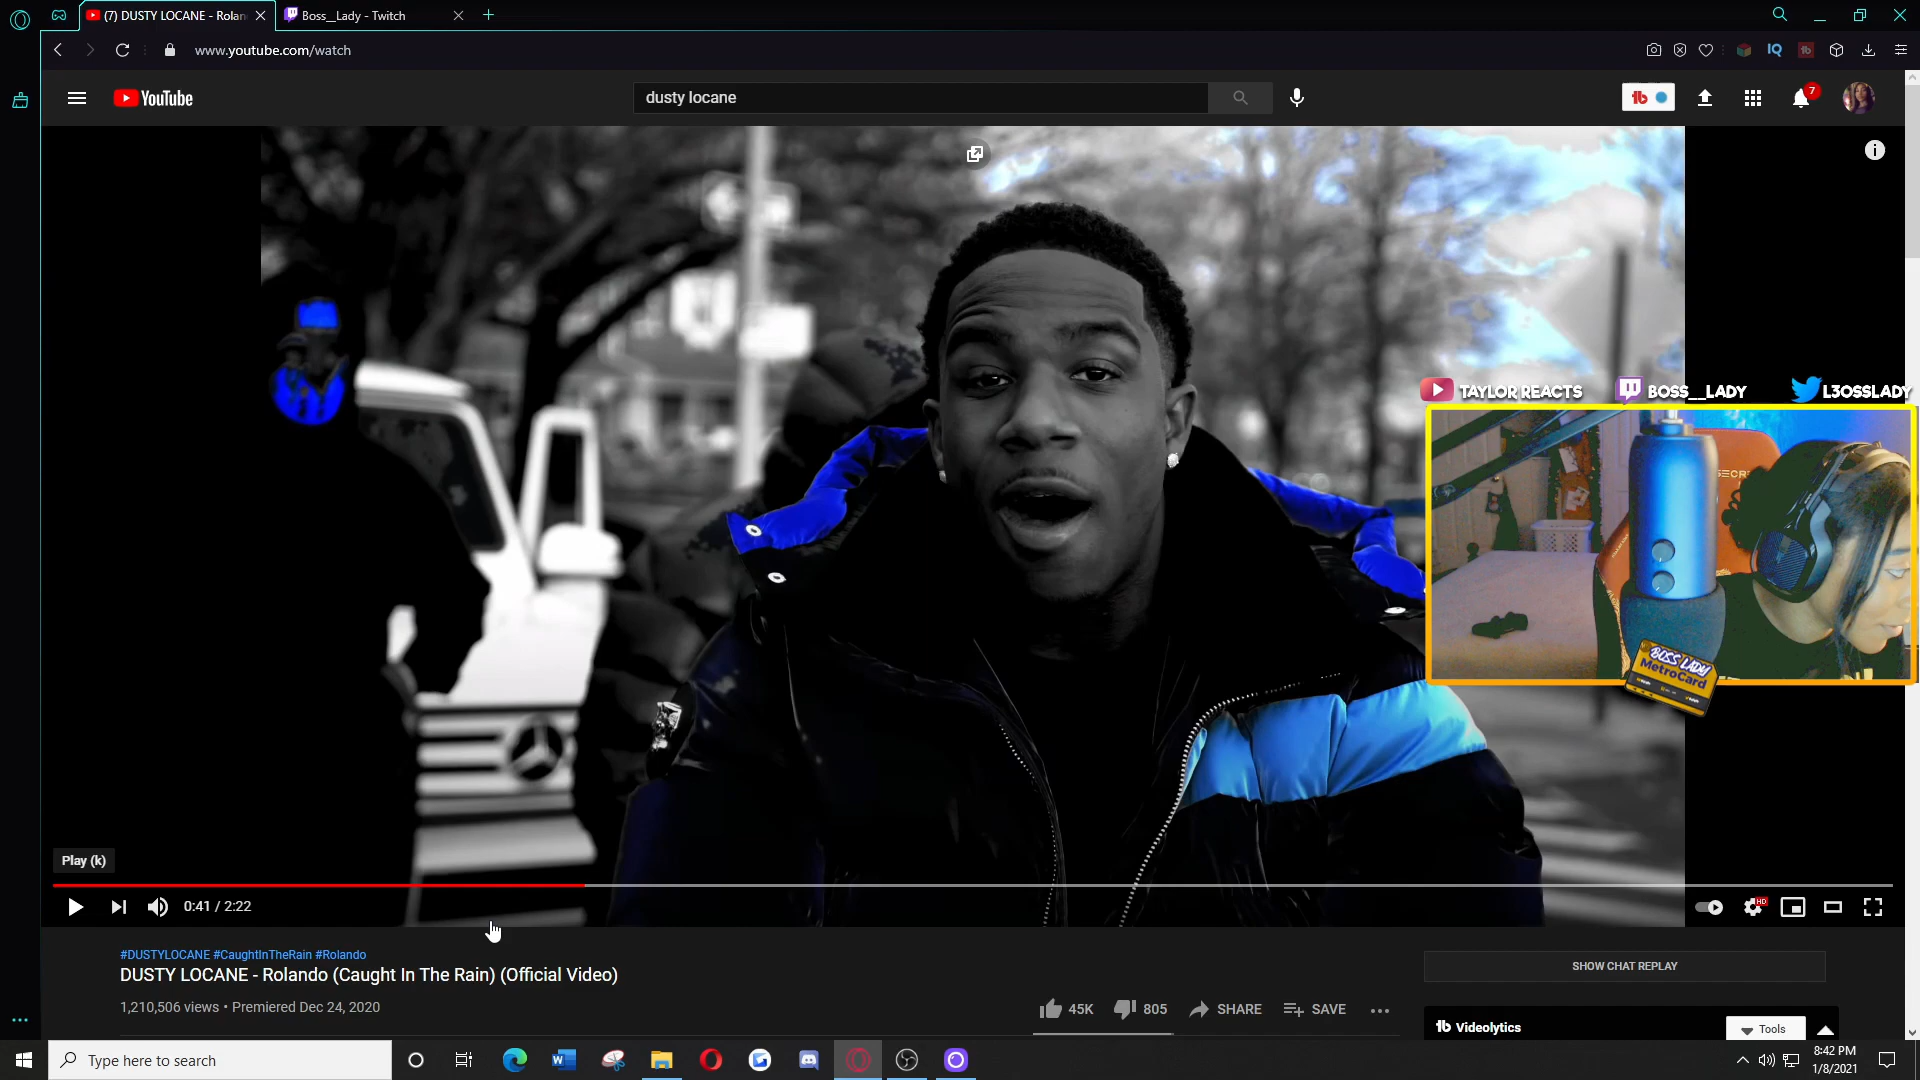 (7) DUSTY LOCANE - Rolan
Boss__Lady - Twitch
www.youtube.com/watch
IQ
YouTube
dusty locane
7
TAYLOR REACTS
BOSS__LADY
L3OSSLADY
SECR
BOSS LADY
MetroCard
Play (k)
0:41 / 2:22
HD
#DUSTYLOCANE #CaughtInTheRain #Rolando
DUSTY LOCANE - Rolando (Caught In The Rain) (Official Video)
1,210,506 views • Premiered Dec 24, 2020
45K
805
SHARE
SAVE
SHOW CHAT REPLAY
Videolytics
Tools
Type here to search
8:42 PM
1/8/2021